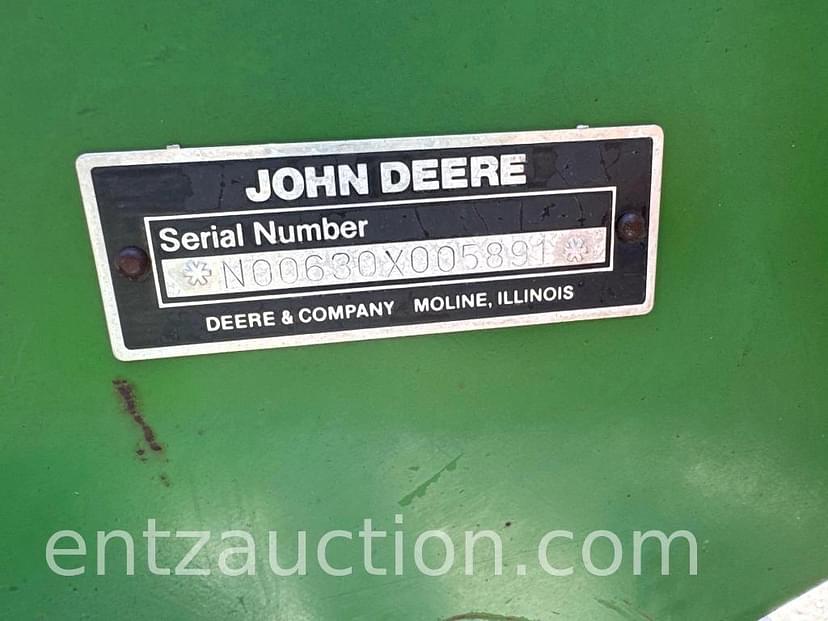 JOHN DEERE
Serial Number
*N00630X005891*
DEERE & COMPANY MOLINE, ILLINOIS
entzauction.com